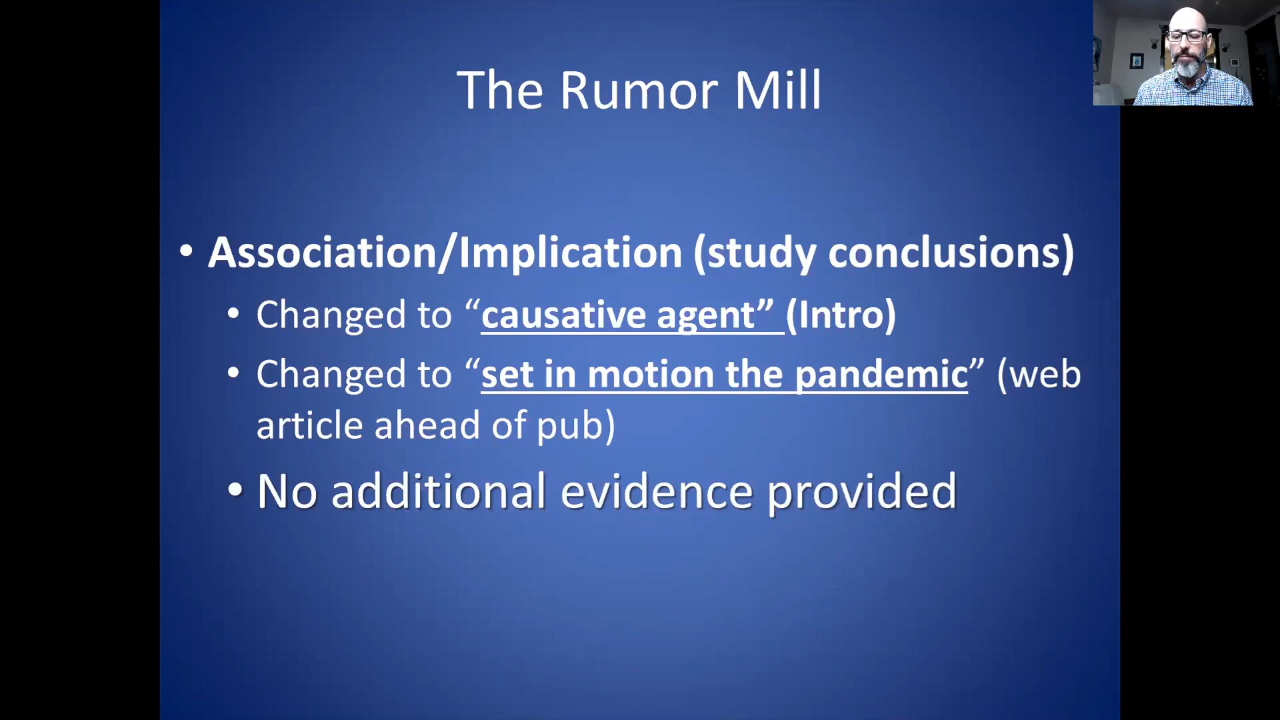 The Rumor Mill
• Association/Implication (study conclusions)
• Changed to “causative agent” (Intro)
• Changed to “set in motion the pandemic” (web
article ahead of pub)
• No additional evidence provided